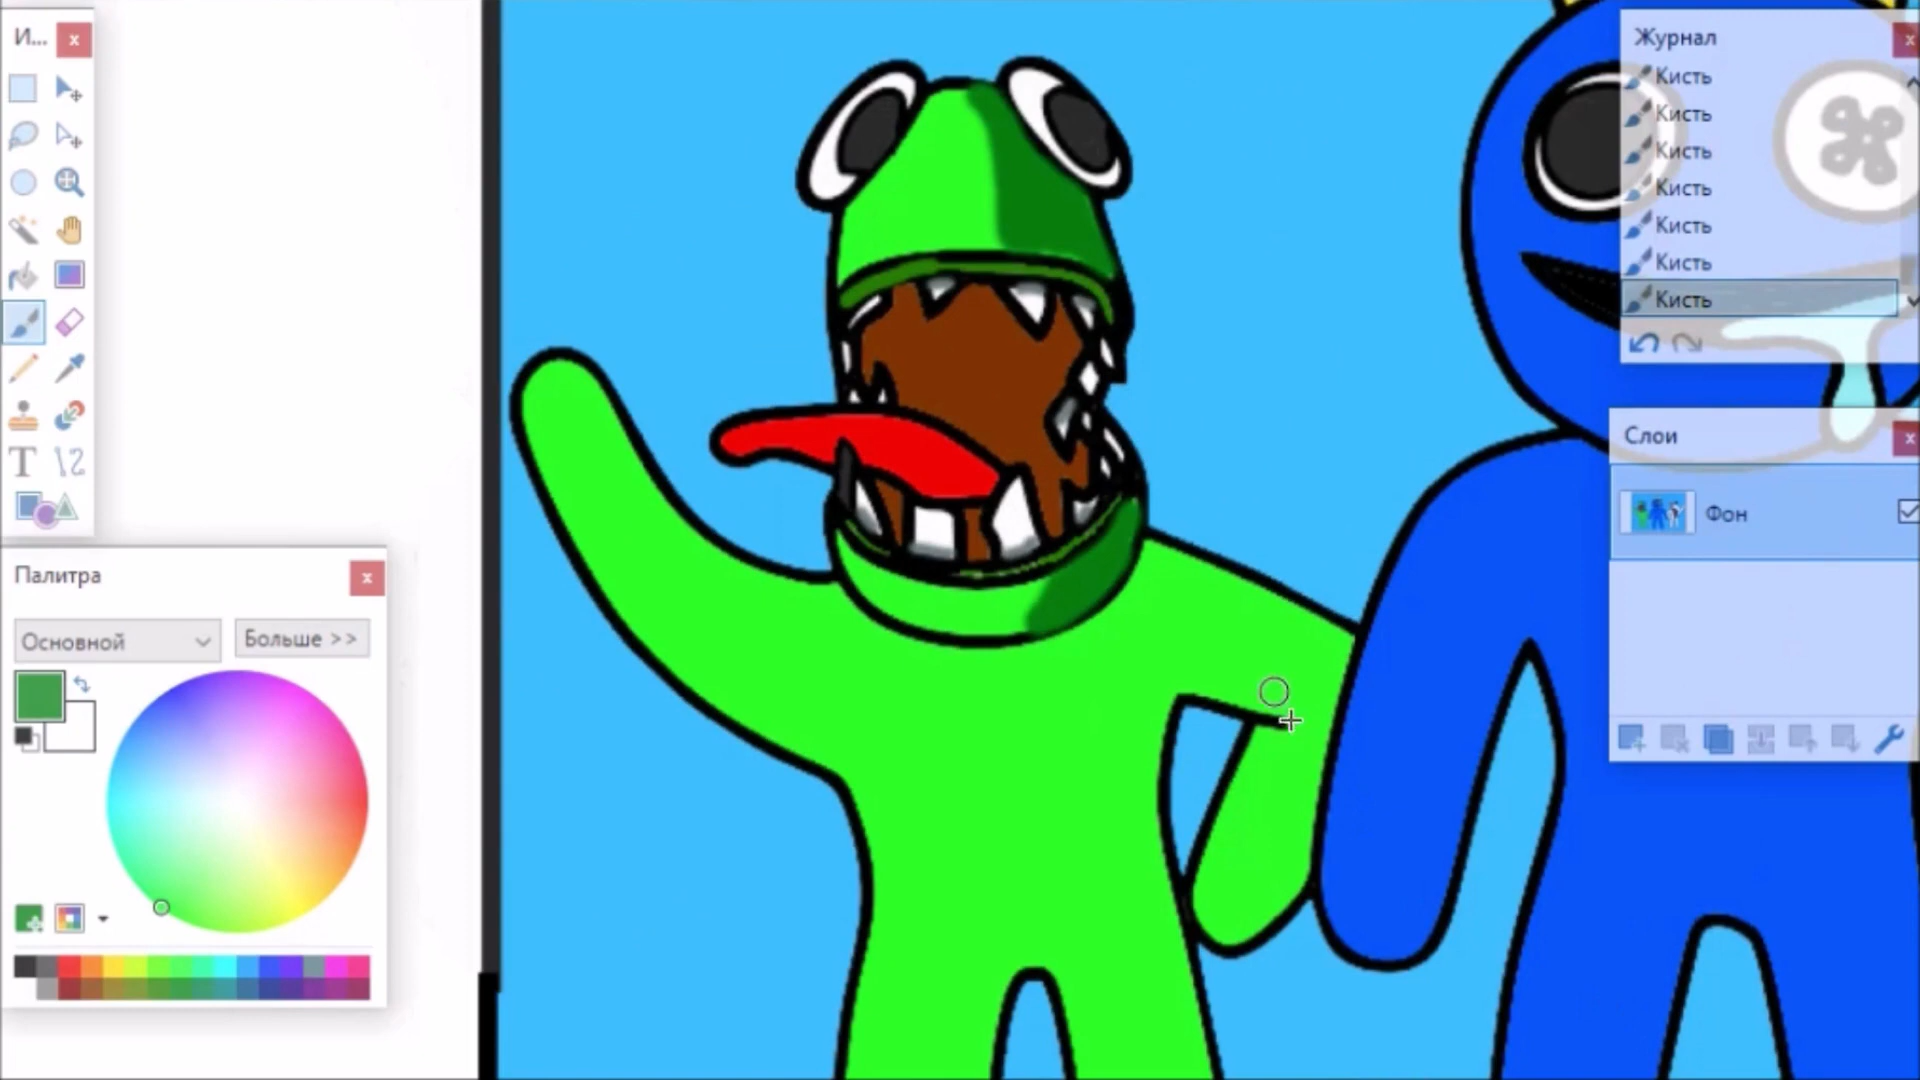 И...
Журнал
Кисть
Кисть
Кисть
Кисть
Кисть
Кисть
Кисть
Слои
Фон
Палитра
Основной
Больше >>